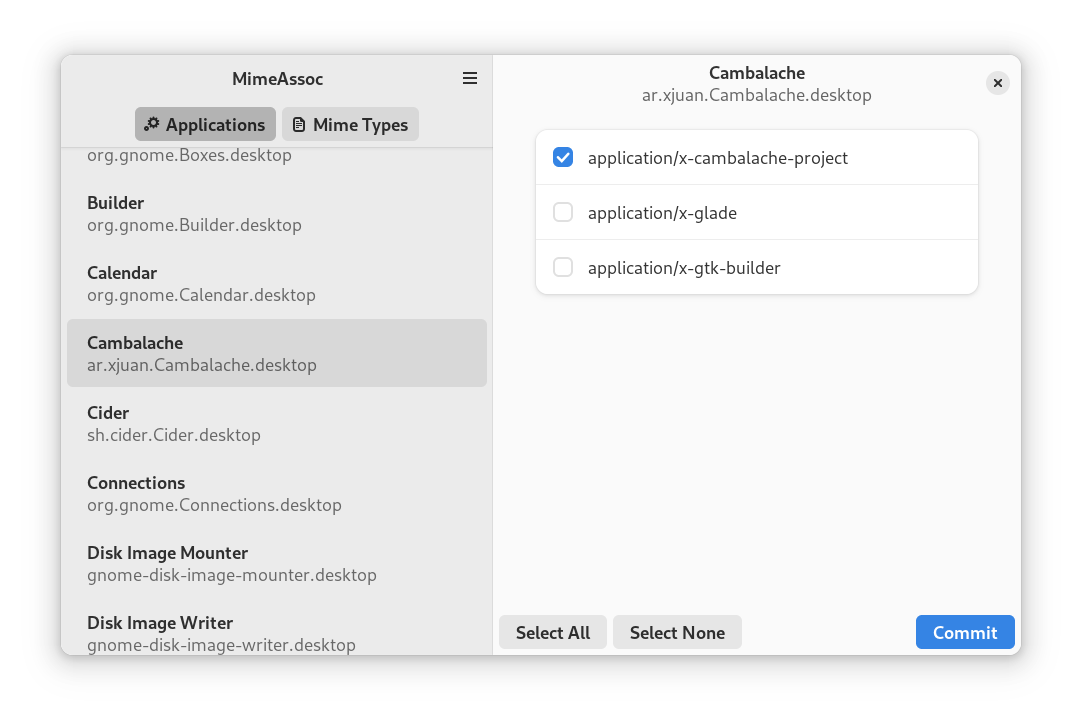 MimeAssoc
Applications
Mime Types
org.gnome.Boxes.desktop
Builder
org.gnome.Builder.desktop
Calendar
org.gnome.Calendar.desktop
Cambalache
ar.xjuan.Cambalache.desktop
Cider
sh.cider.Cider.desktop
Connections
org.gnome.Connections.desktop
Disk Image Mounter
gnome-disk-image-mounter.desktop
Disk Image Writer
gnome-disk-image-writer.desktop
Cambalache
ar.xjuan.Cambalache.desktop
application/x-cambalache-project
application/x-glade
application/x-gtk-builder
Select All
Select None
Commit